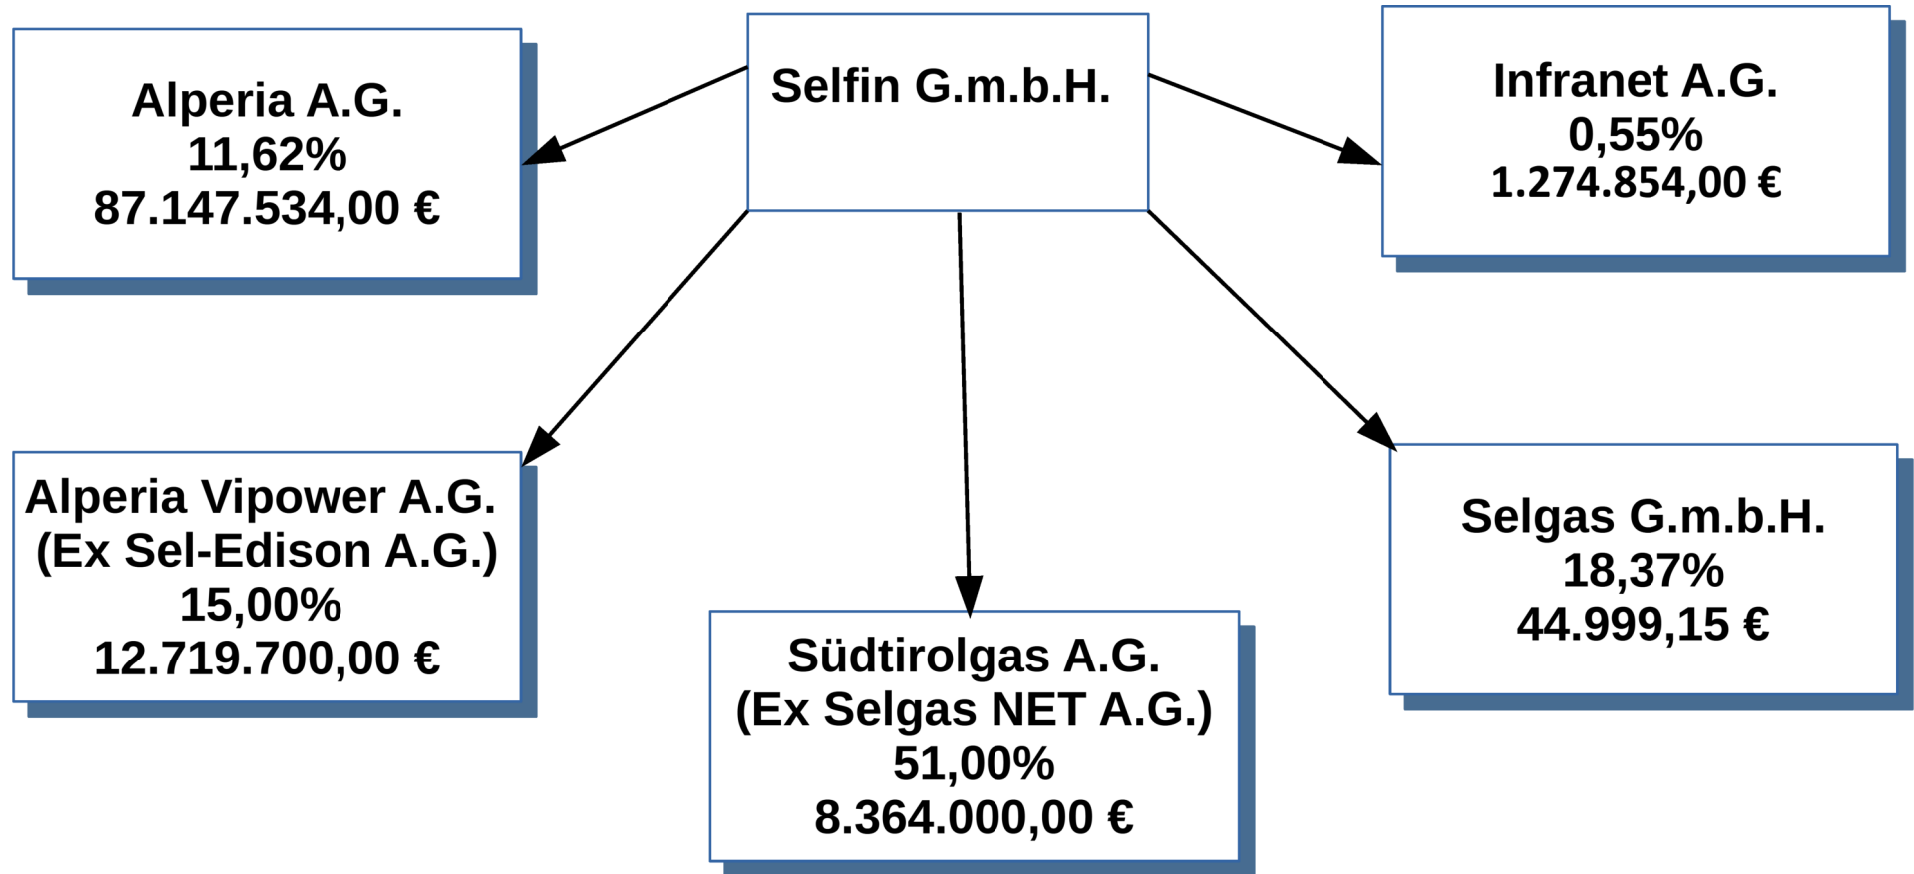 Alperia A.G.
11,62%
87.147.534,00 €
Selfin G.m.b.H.
Infranet A.G.
0,55%
1.274.854,00 €
Alperia Vipower A.G.
(Ex Sel-Edison A.G.)
15,00%
12.719.700,00 €
Südtirolgas A.G.
(Ex Selgas NET A.G.)
51,00%
8.364.000,00 €
Selgas G.m.b.H.
18,37%
44.999,15 €